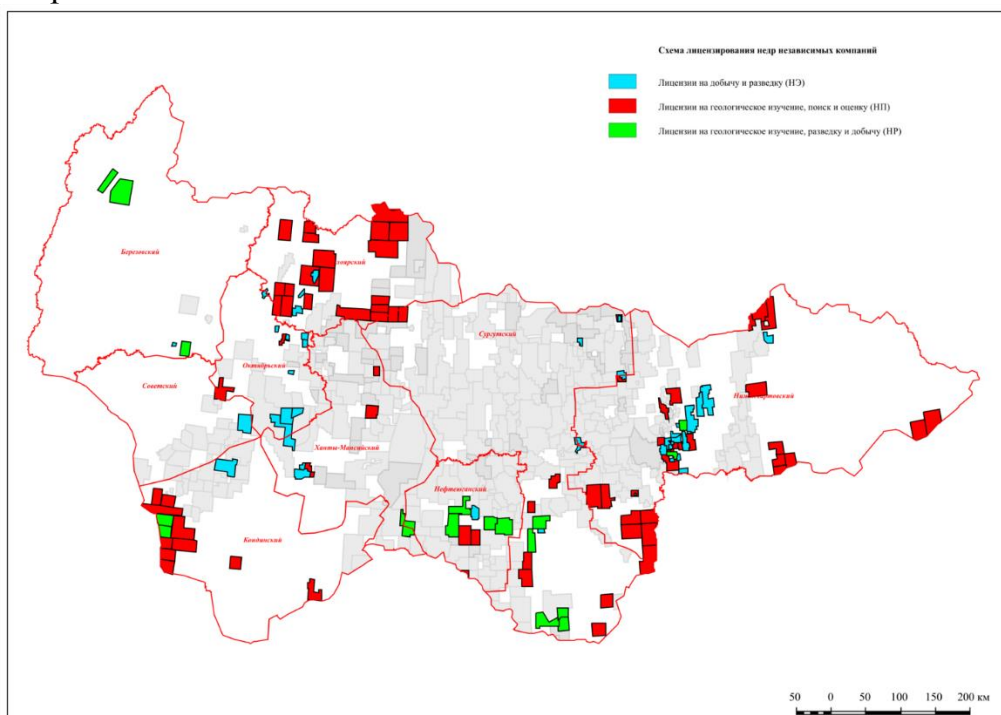 Схема лицензирования недр независимых компаний
Лицензии на добычу и разведку (НЭ)
Лицензии на геологическое изучение, поиск и оценку (НП)
Лицензии на геологическое изучение, разведку и добычу (НР)
Березовский
Сургутский
Октябрьский
Советский
Ханты-Мансийский
Нефтеюганский
Кондинский
50 0 50 100 150 200 км